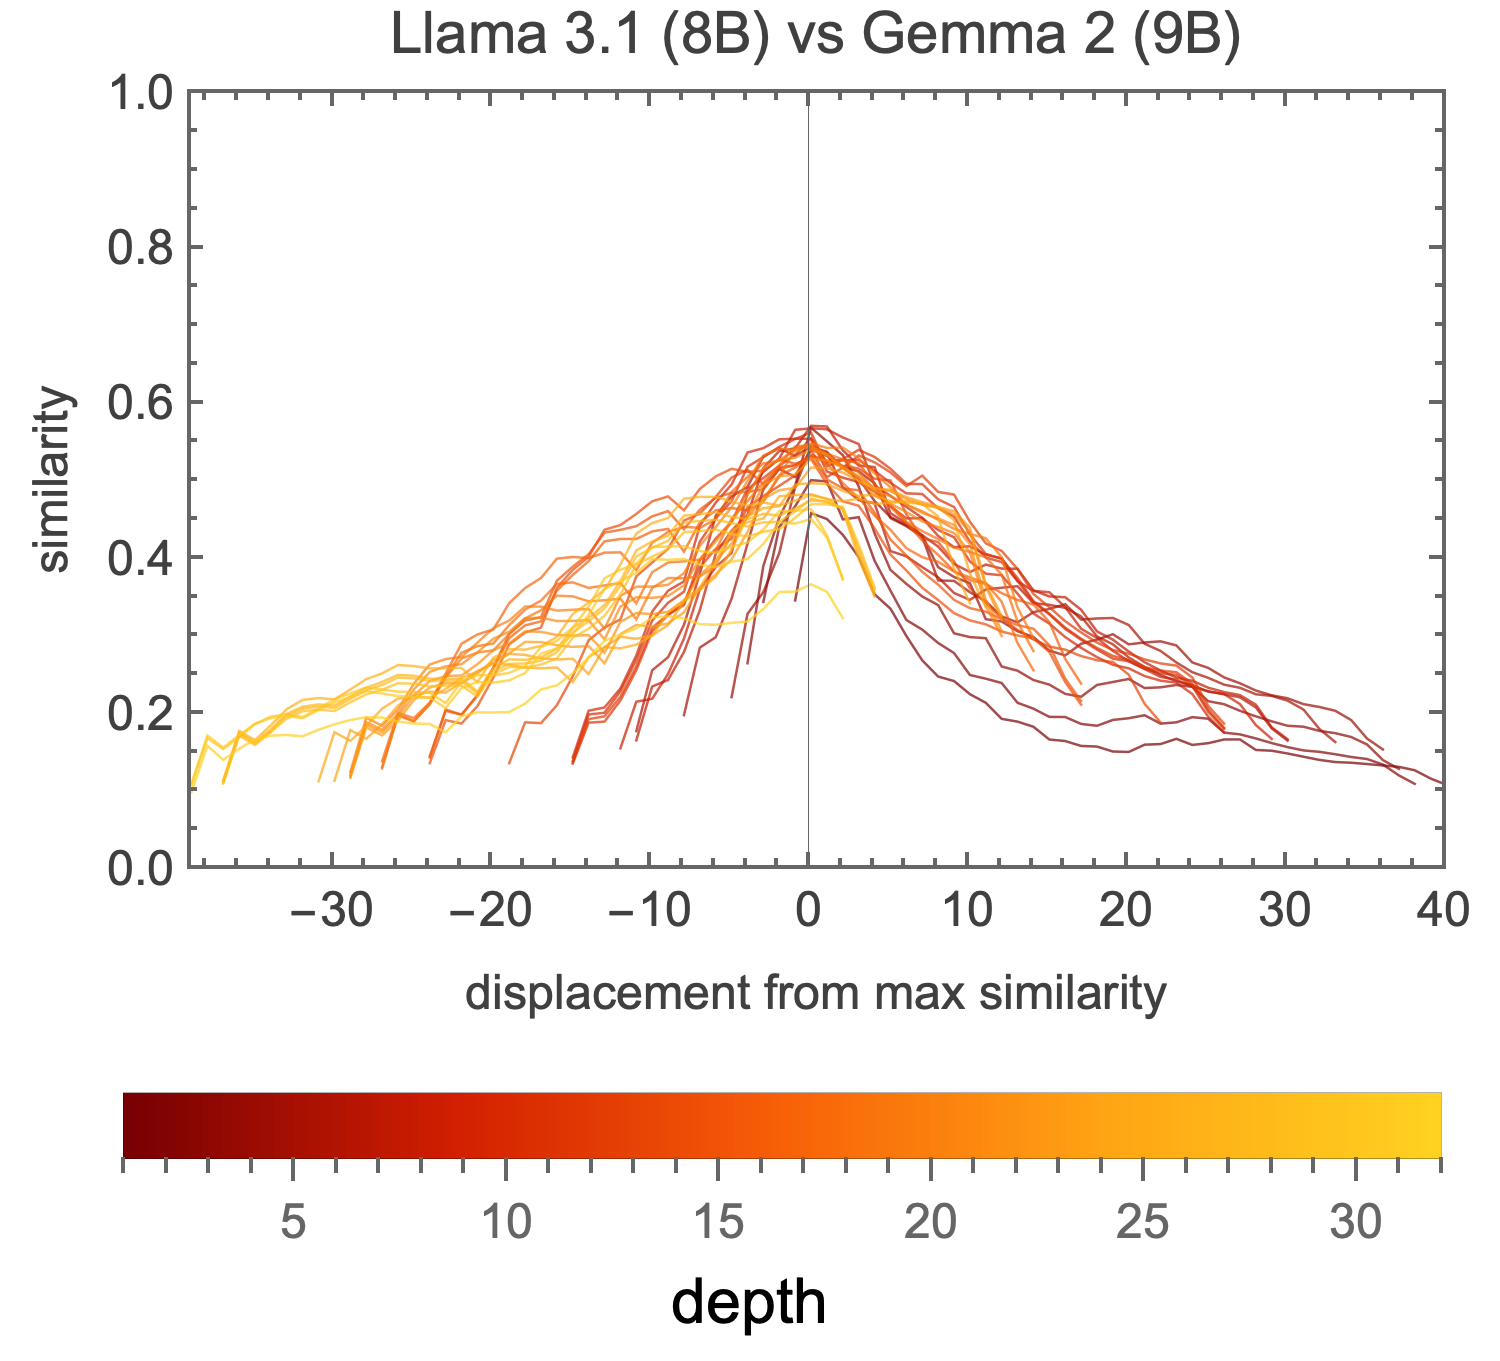 Llama 3.1 (8B) vs Gemma 2 (9B)
1.0
0.8
0.6
0.4
0.2
0.0
similarity
−30 −20 −10 0 10 20 30 40
displacement from max similarity
5 10 15 20 25 30
depth